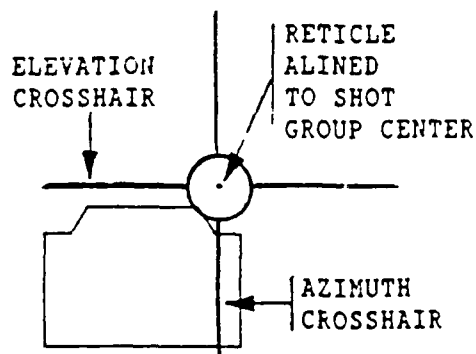 ELEVATION
CROSSHAIR
RETICLE
ALINED
TO SHOT
GROUP CENTER
AZIMUTH
CROSSHAIR